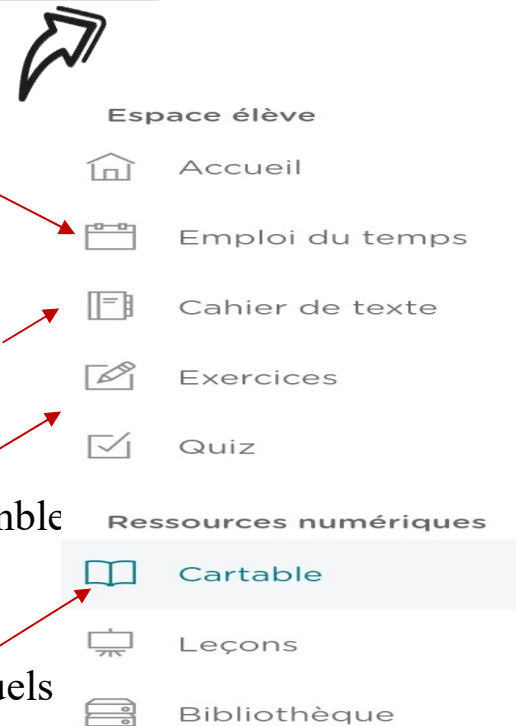 Espace élève
Accueil
Emploi du temps
Cahier de texte
Exercices
Quiz
Ressources numériques
Cartable
Leçons
Bibliothèque